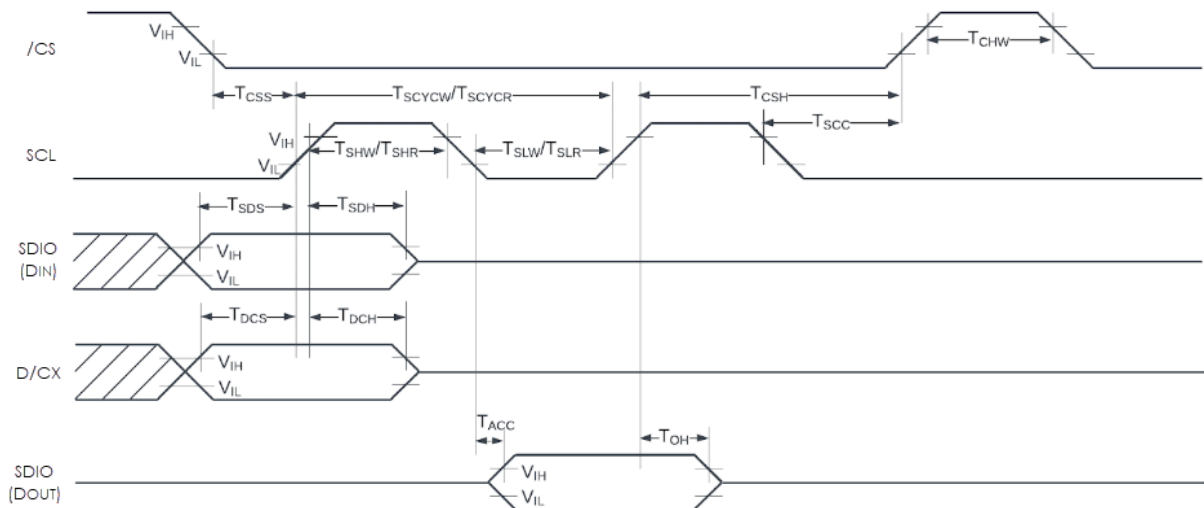 /CS
VIH
VIL
TCHW
TCSS
TSCYCW/TSCYCR
TCSH
TSCC
SCL
VIH
VIL
TSHW/TSHR
TSLW/TSLR
TSDS
TSDH
SDIO
(DIN)
VIH
VIL
TDCS
TDCH
D/CX
VIH
VIL
TACC
TOH
SDIO
(DOUT)
VIH
VIL